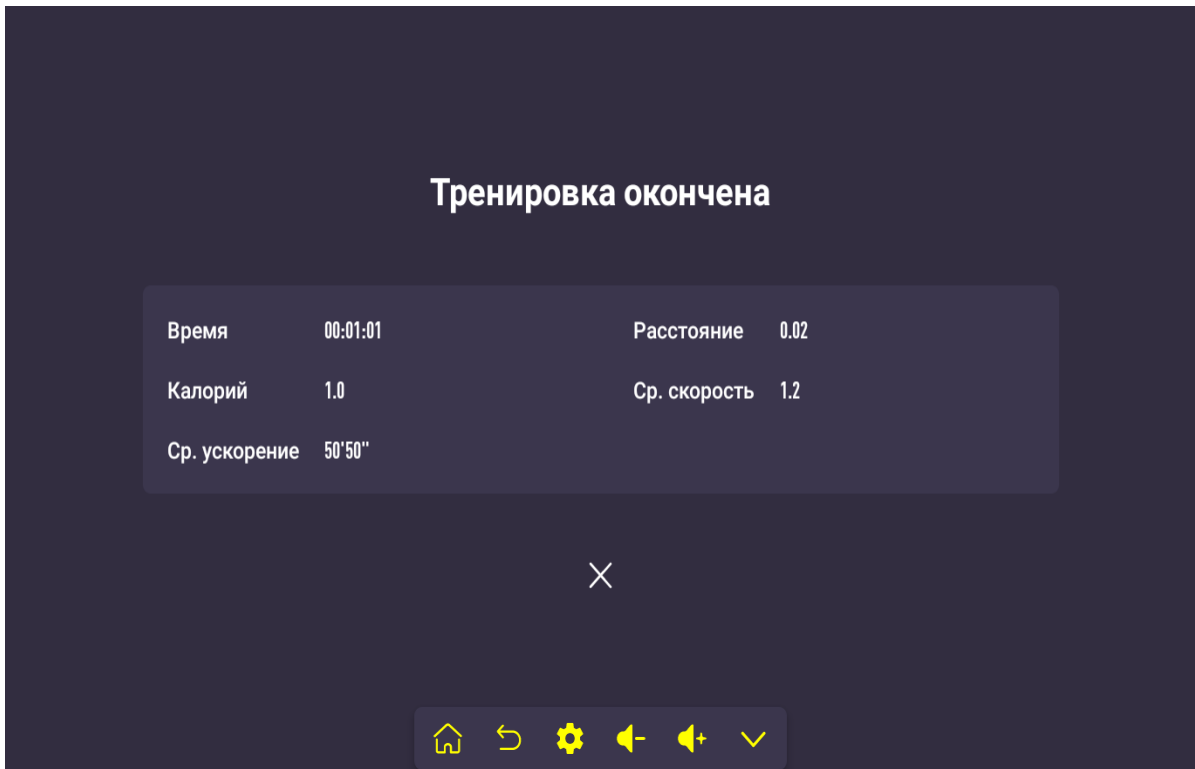 Тренировка окончена
Время 00:01:01 Расстояние 0.02
Калорий 1.0 Ср. скорость 1.2
Ср. ускорение 50'50"